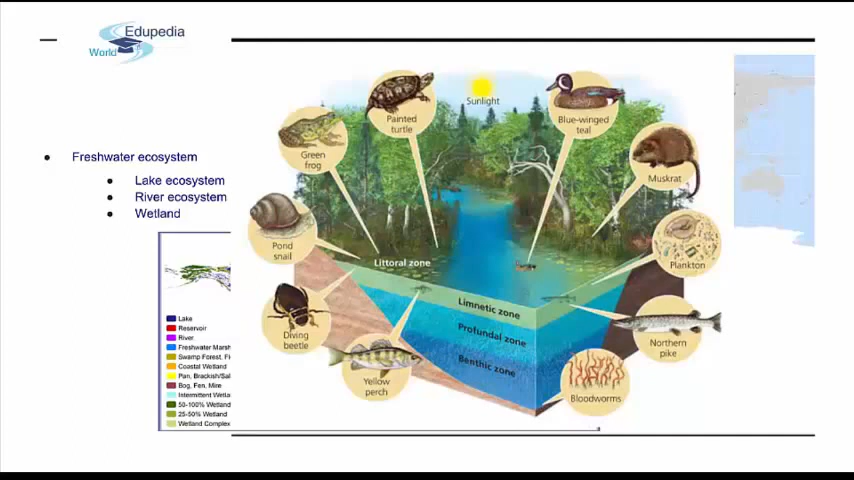 Edupedia
World
Freshwater ecosystem
Lake ecosystem
River ecosystem
Wetland
Sunlight
Painted
turtle
Blue-winged
teal
Green
frog
Muskrat
Pond
snail
Littoral zone
Plankton
Limnetic zone
Profundal zone
Benthic zone
Diving
beetle
Northern
pike
Yellow
perch
Bloodworms
Lake
Reservoir
River
Freshwater Marsh
Swamp Forest, Fl
Coastal Wetland
Pan, Brackish/Sal
Bog, Fen, Mire
Intermittent Wetla
50-100% Wetland
25-50% Wetland
Wetland Complex